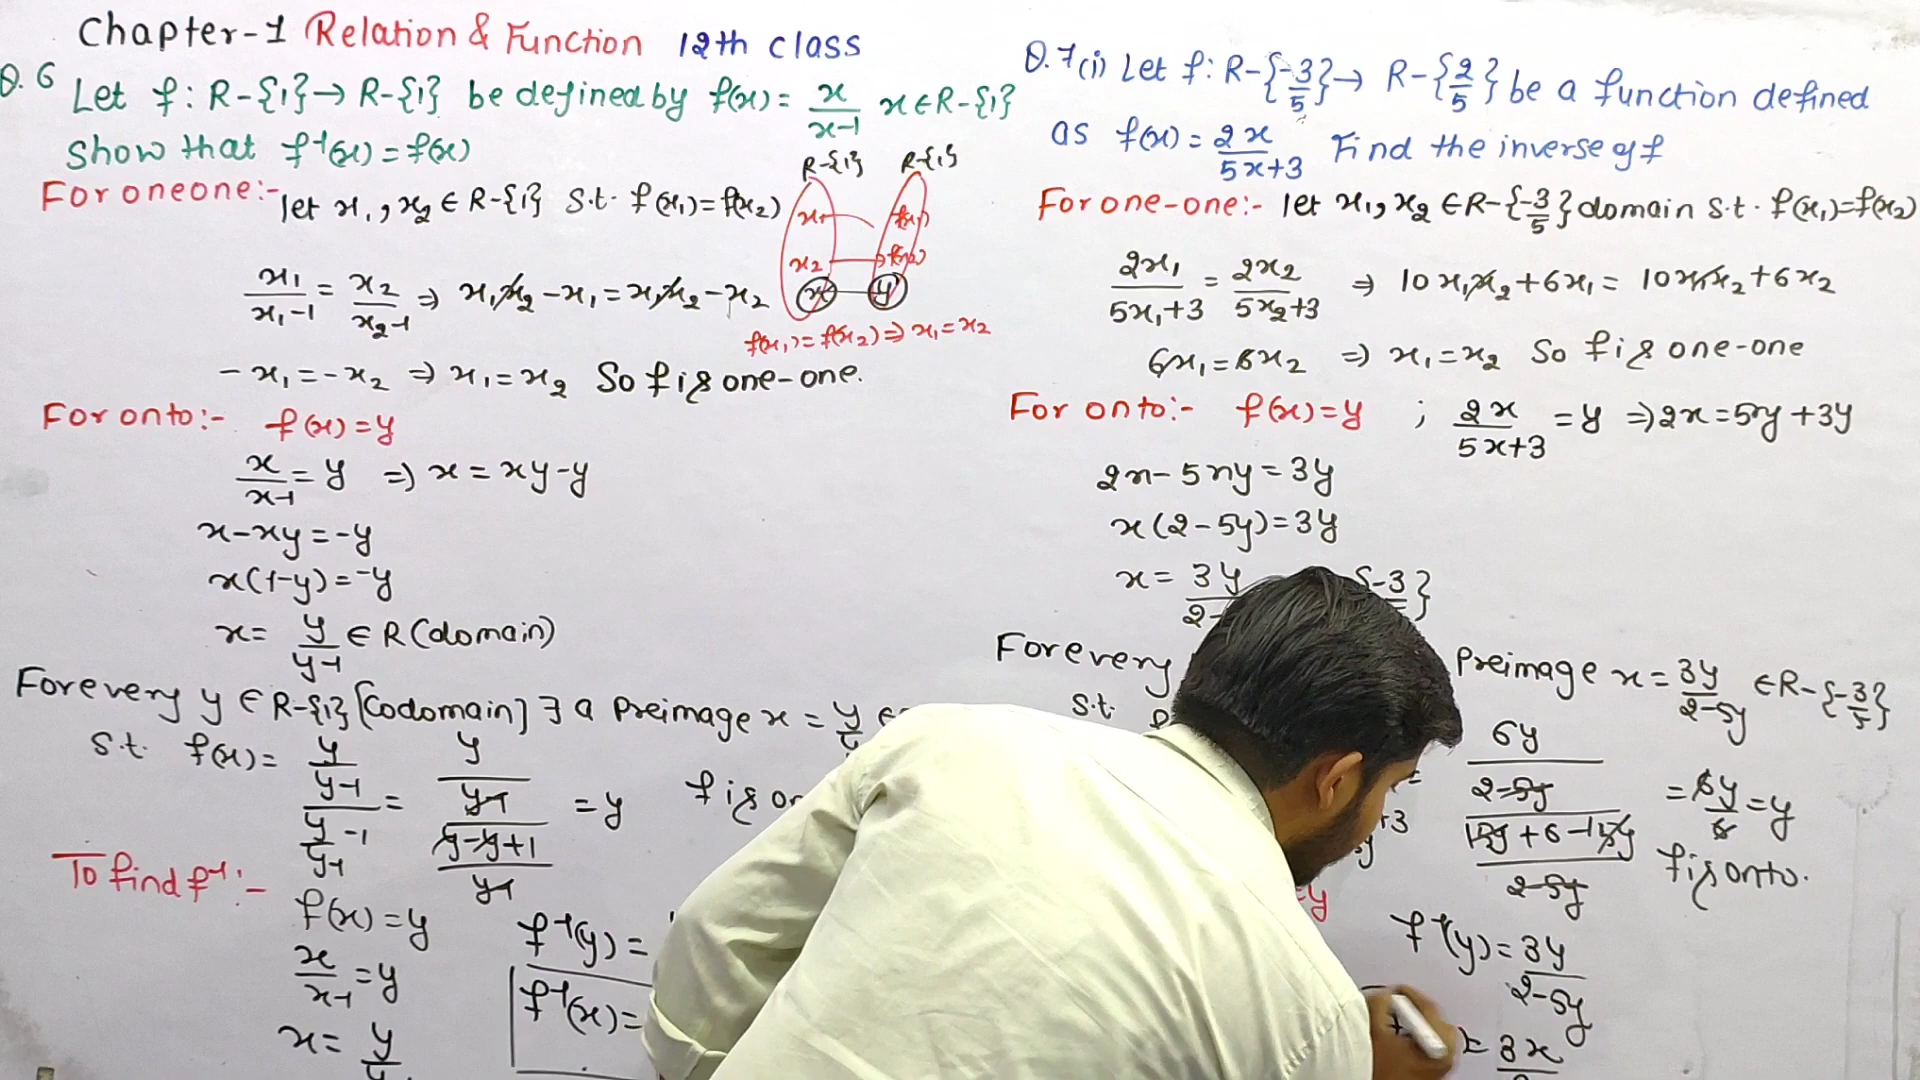 Chapter-1 Relation & Function 12th class
Q.6 Let f: R-{1}→R-{1} be defined by f(x)= x/x-1 x∈R-{1}
Show that f⁻¹(x)=f(x)
For oneone:- let x₁,x₂∈R-{1} s.t. f(x₁)=f(x₂)
R-{1} R-{1}
x₁ f(x₁)
x₂ f(x₂)
x y
f(x₁)=f(x₂)⇒x₁=x₂
x₁/x₁-1 = x₂/x₂-1 ⇒ x₁x₂-x₁=x₁x₂-x₂
-x₁=-x₂ ⇒x₁=x₂ So f is one-one.
For onto:- f(x)=y
x/x-1=y ⇒x=xy-y
x-xy=-y
x(1-y)=-y
x= y/y-1 ∈R(domain)
For every y∈R-{1}[Codomain]∃ a Preimage x=
s.t. f(x)= y/y-1 / y/y-1 -1 = y/y-1 / y-y+1/y-1 =y f is
To find f⁻¹:-
f(x)=y
x/x-1=y
x= y
f⁻¹(y)=
f⁻¹(x)=
Q.7(i) Let f: R-{-3/5}→ R-{2/5} be a function defined
as f(x)= 2x/5x+3 Find the inverse of f
For one-one:- let x₁,x₂∈R-{-3/5}domain s.t. f(x₁)=f(x₂)
2x₁/5x₁+3 = 2x₂/5x₂+3 ⇒ 10x₁x₂+6x₁=10x₁x₂+6x₂
6x₁=6x₂ ⇒ x₁=x₂ So f is one-one
For onto:- f(x)=y ; 2x/5x+3 =y ⇒2x=5xy+3y
2x-5xy=3y
x(2-5y)=3y
x= 3y/2- {-3
For every Preimage x= 3y/2-5y ∈R-{-3/5}
s.t. = 6y/2-5y / 15y+6-15y/2-5y = 6y/6 =y
+3
f is onto.
=y
f⁻¹(y)= 3y/2-5y
= 3x